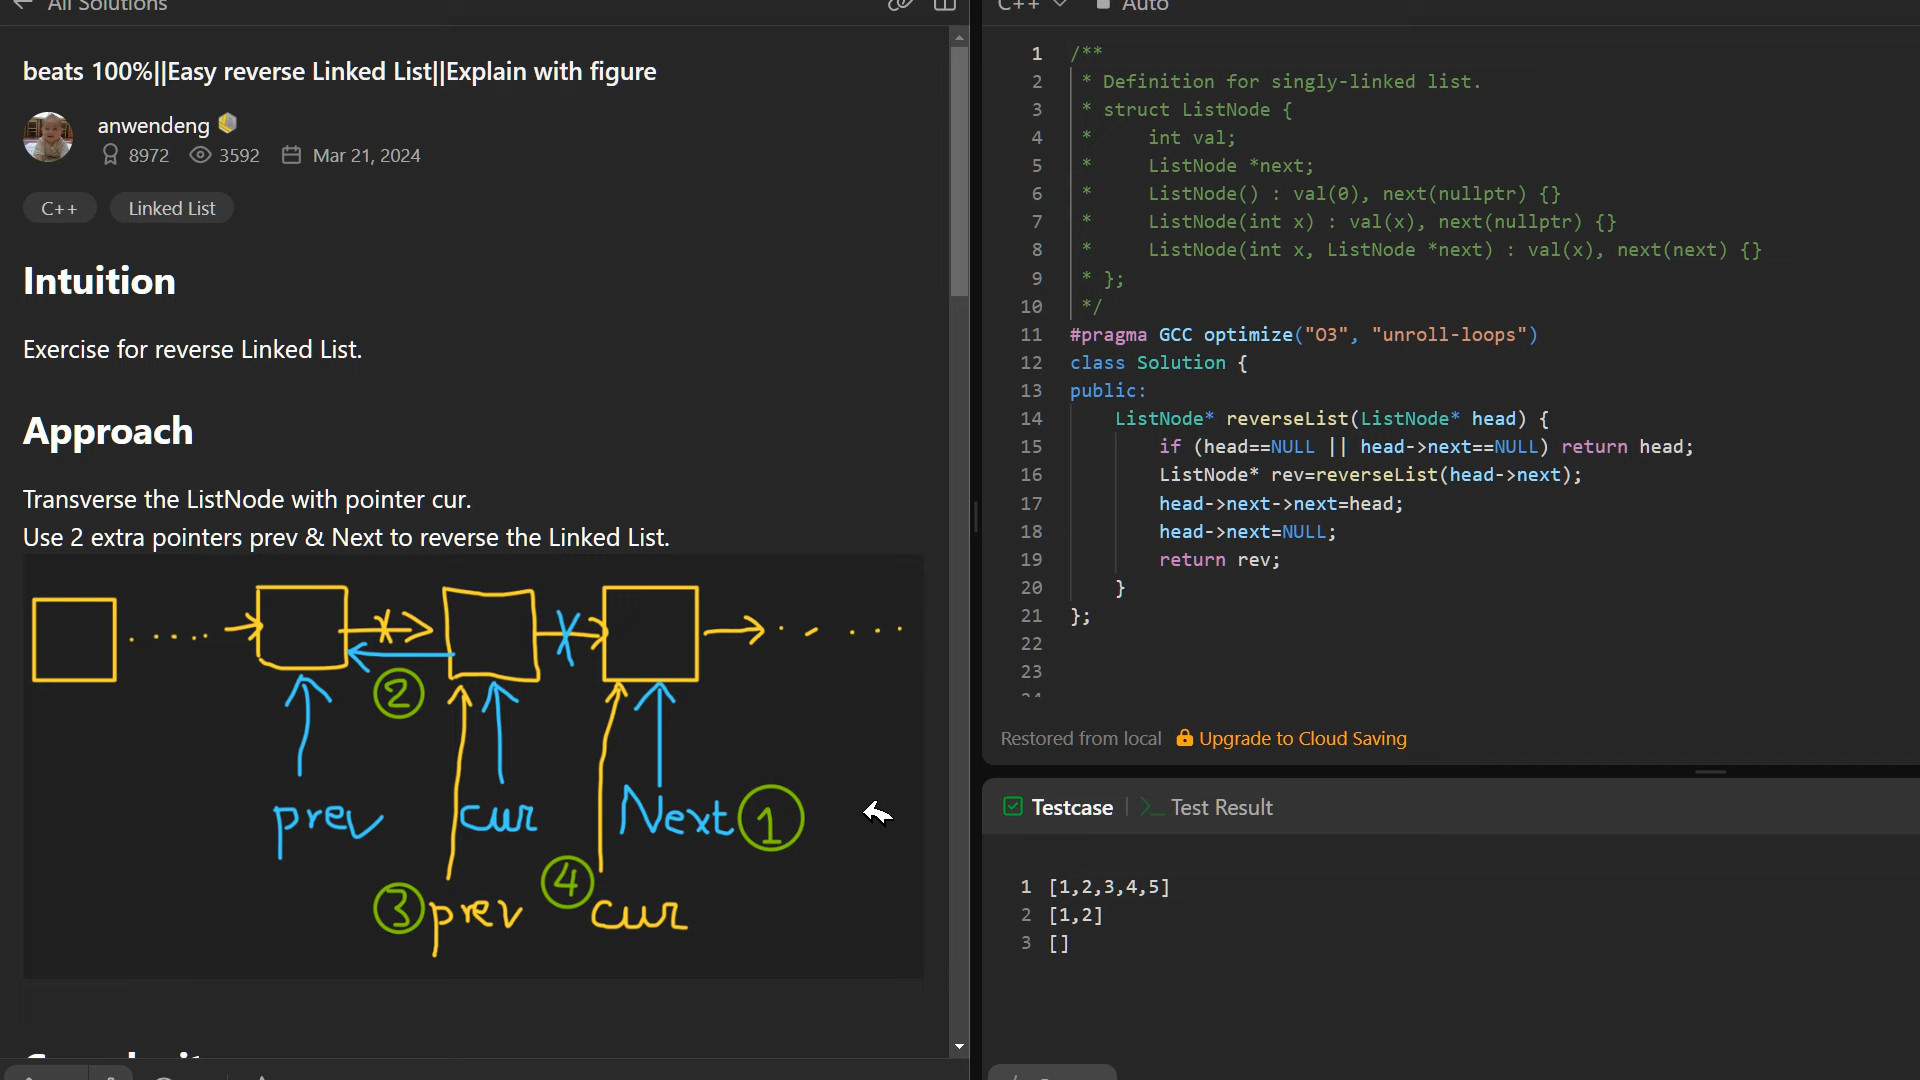 All Solutions
beats 100%||Easy reverse Linked List||Explain with figure
anwendeng
8972 3592 Mar 21, 2024
C++ Linked List
Intuition
Exercise for reverse Linked List.
Approach
Transverse the ListNode with pointer cur.
Use 2 extra pointers prev & Next to reverse the Linked List.
2
prev cur Next 1
3 prev 4 cur
C++ Auto
1 /**
2 * Definition for singly-linked list.
3 * struct ListNode {
4 * int val;
5 * ListNode *next;
6 * ListNode() : val(0), next(nullptr) {}
7 * ListNode(int x) : val(x), next(nullptr) {}
8 * ListNode(int x, ListNode *next) : val(x), next(next) {}
9 * };
10 */
11 #pragma GCC optimize("O3", "unroll-loops")
12 class Solution {
13 public:
14 ListNode* reverseList(ListNode* head) {
15 if (head==NULL || head->next==NULL) return head;
16 ListNode* rev=reverseList(head->next);
17 head->next->next=head;
18 head->next=NULL;
19 return rev;
20 }
21 };
22
23
Restored from local Upgrade to Cloud Saving
Testcase Test Result
1 [1,2,3,4,5]
2 [1,2]
3 []